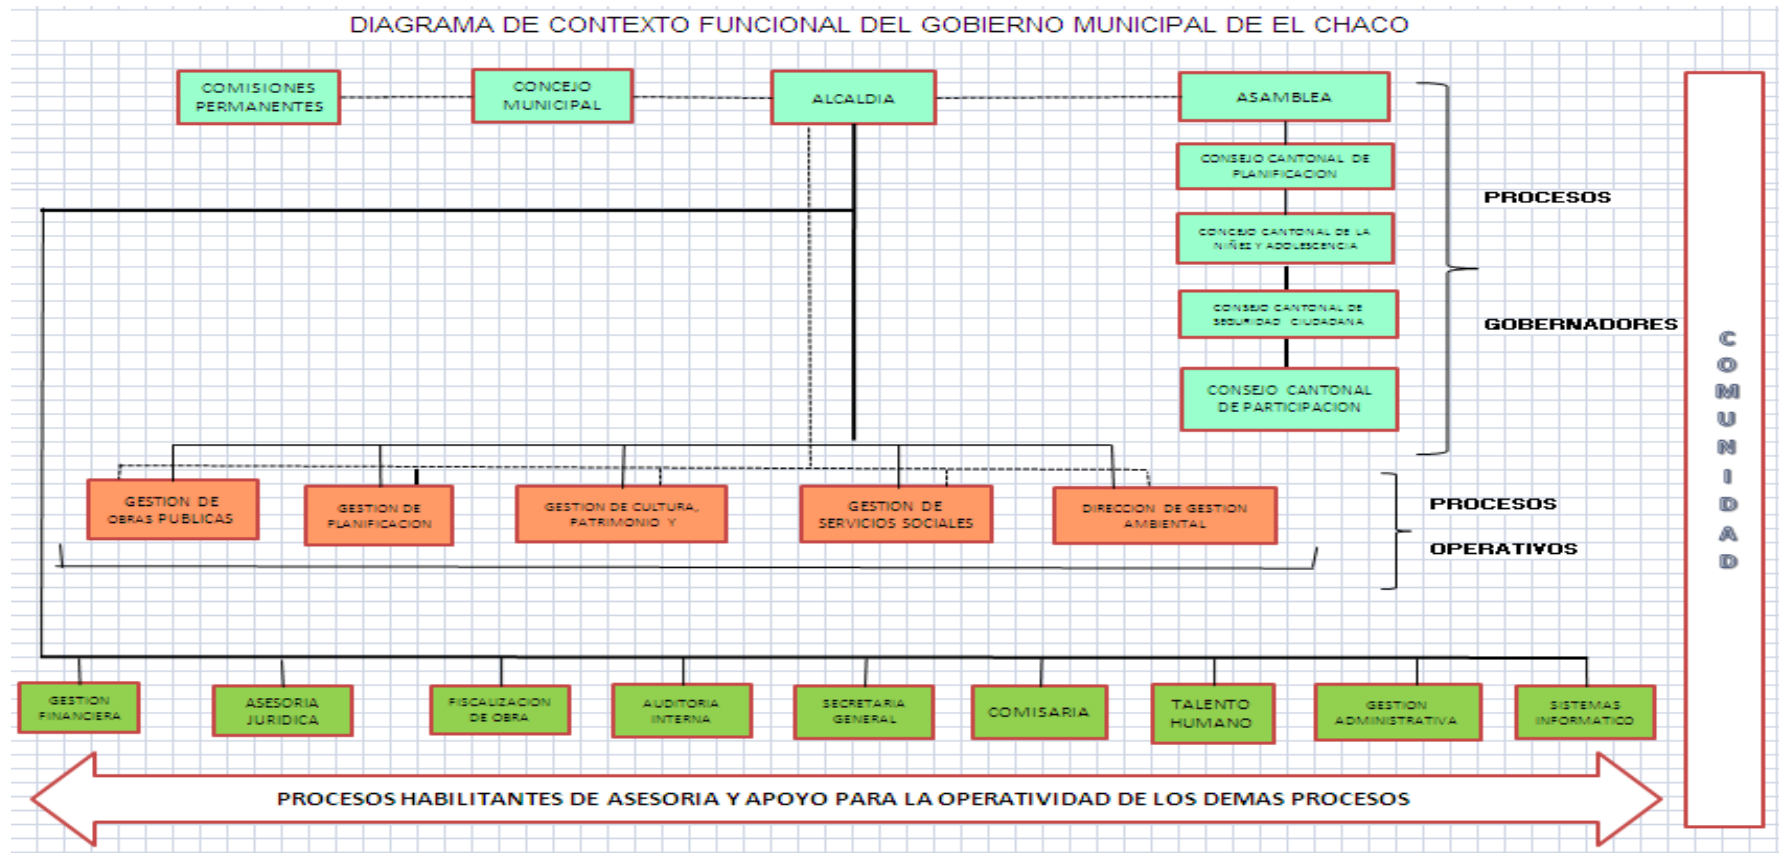 DIAGRAMA DE CONTEXTO FUNCIONAL DEL GOBIERNO MUNICIPAL DE EL CHACO
COMISIONES
PERMANENTES
CONCEJO
MUNICIPAL
ALCALDIA
ASAMBLEA
CONSEJO CANTONAL DE
PLANIFICACION
CONCEJO CANTONAL DE LA
NIÑEZ Y ADOLESCENCIA
CONSEJO CANTONAL DE
SEGURIDAD CIUDADANA
CONSEJO CANTONAL
DE PARTICIPACION
PROCESOS
GOBERNADORES
COMUNIDAD
GESTION DE
OBRAS PUBLICAS
GESTION DE
PLANIFICACION
GESTION DE CULTURA,
PATRIMONIO Y
GESTION DE
SERVICIOS SOCIALES
DIRECCION DE GESTION
AMBIENTAL
PROCESOS
OPERATIVOS
GESTION
FINANCIERA
ASESORIA
JURIDICA
FISCALIZACION
DE OBRA
AUDITORIA
INTERNA
SECRETARIA
GENERAL
COMISARIA
TALENTO
HUMANO
GESTION
ADMINISTRATIVA
SISTEMAS
INFORMATICO
PROCESOS HABILITANTES DE ASESORIA Y APOYO PARA LA OPERATIVIDAD DE LOS DEMAS PROCESOS